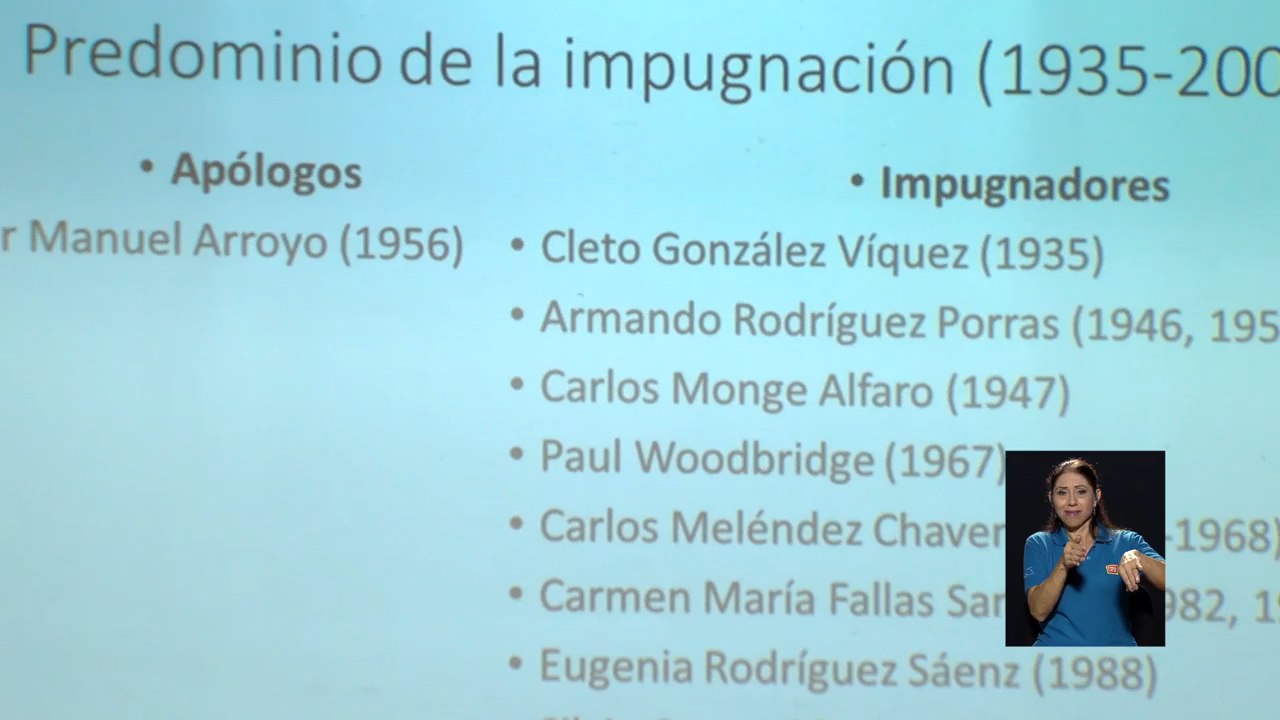 Predominio de la impugnación (1935-200
• Apólogos
r Manuel Arroyo (1956)
• Impugnadores
• Cleto González Víquez (1935)
• Armando Rodríguez Porras (1946, 195
• Carlos Monge Alfaro (1947)
• Paul Woodbridge (1967)
• Carlos Meléndez Chaver -1968)
• Carmen María Fallas San 982, 19
• Eugenia Rodríguez Sáenz (1988)